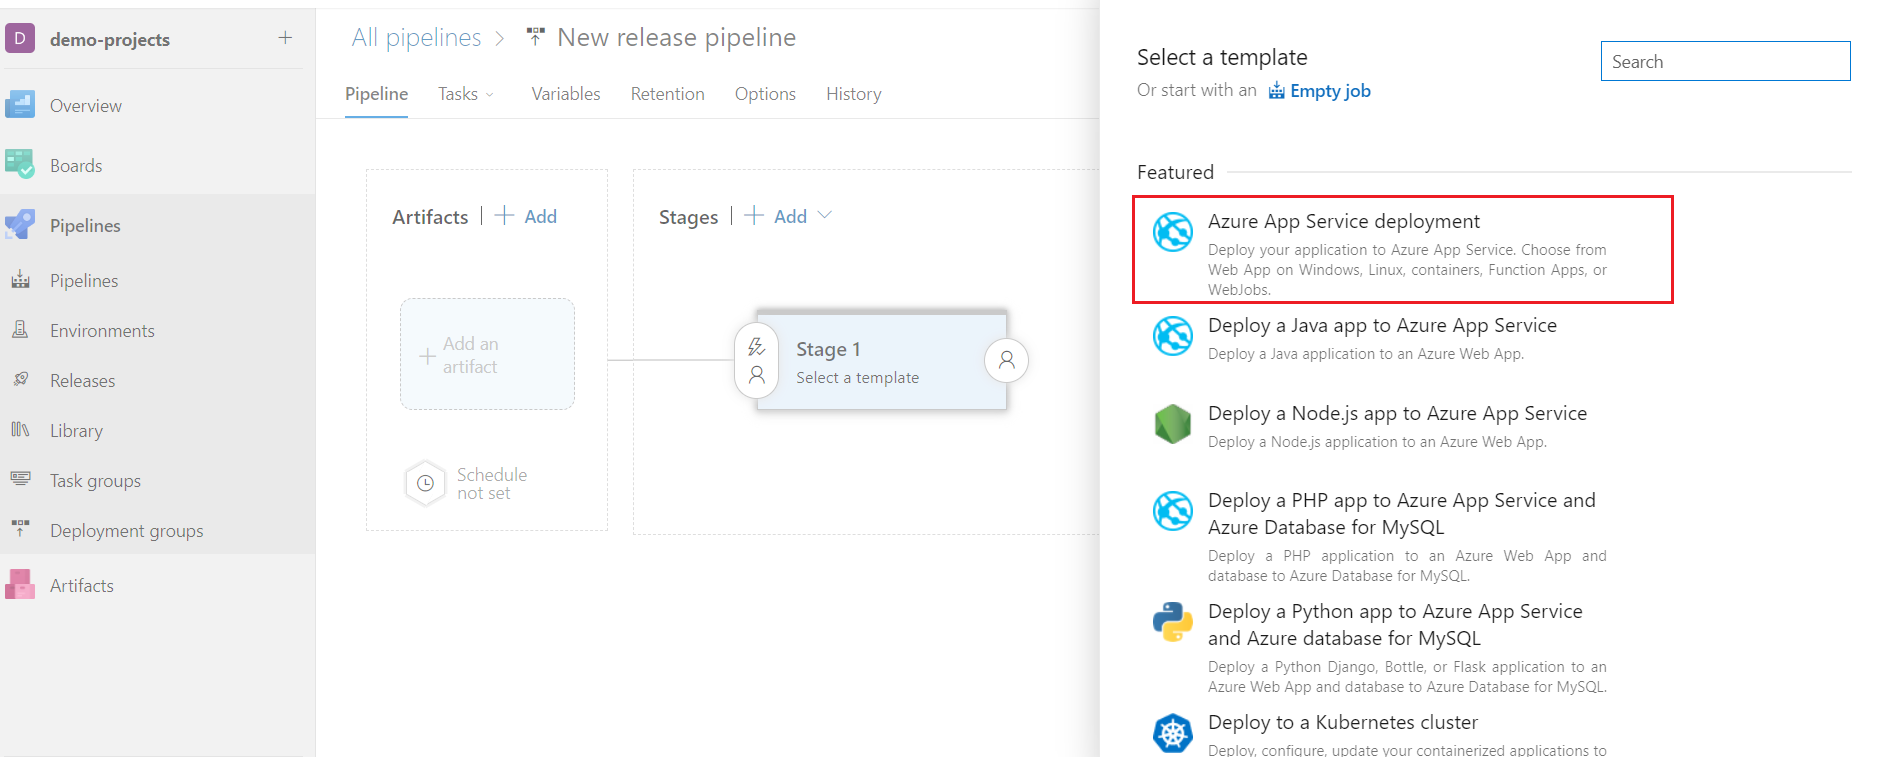 D demo-projects
Overview
Boards
Pipelines
Pipelines
Environments
Releases
Library
Task groups
Deployment groups
Artifacts
All pipelines > New release pipeline
Pipeline Tasks Variables Retention Options History
Artifacts | + Add
Add an
artifact
Schedule
not set
Stages | + Add
Stage 1
Select a template
Select a template
Or start with an Empty job
Search
Featured
Azure App Service deployment
Deploy your application to Azure App Service. Choose from
Web App on Windows, Linux, containers, Function Apps, or
WebJobs.
Deploy a Java app to Azure App Service
Deploy a Java application to an Azure Web App.
Deploy a Node.js app to Azure App Service
Deploy a Node.js application to an Azure Web App.
Deploy a PHP app to Azure App Service and
Azure Database for MySQL
Deploy a PHP application to an Azure Web App and
database to Azure Database for MySQL.
Deploy a Python app to Azure App Service
and Azure database for MySQL
Deploy a Python Django, Bottle, or Flask application to an
Azure Web App and database to Azure Database for MySQL.
Deploy to a Kubernetes cluster
Deploy, configure, update your containerized applications to